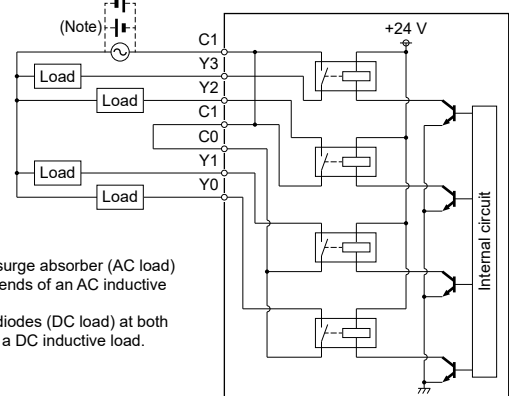 (Note)
+24 V
C1
Y3
Load
Y2
Load
C1
C0
Y1
Load
Y0
Load
Internal circuit
surge absorber (AC load)
ends of an AC inductive
diodes (DC load) at both
a DC inductive load.